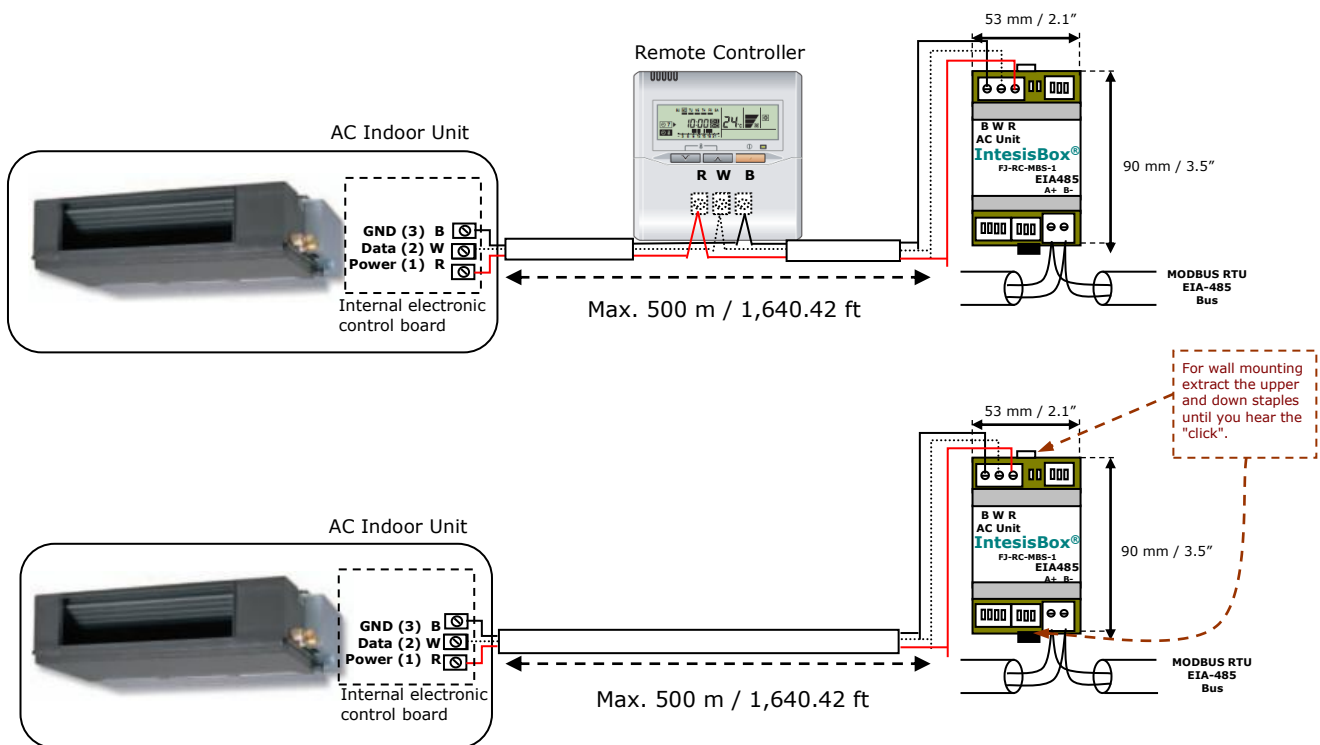 53 mm / 2.1”
Remote Controller
10:00
24
R W B
AC Indoor Unit
GND (3) B
Data (2) W
Power (1) R
Internal electronic
control board
Max. 500 m / 1,640.42 ft
B W R
AC Unit
IntesisBox®
FJ-RC-MBS-1
EIA485
A+ B-
90 mm / 3.5”
MODBUS RTU
EIA-485
Bus
For wall mounting
extract the upper
and down staples
until you hear the
"click".
53 mm / 2.1”
AC Indoor Unit
GND (3) B
Data (2) W
Power (1) R
Internal electronic
control board
Max. 500 m / 1,640.42 ft
B W R
AC Unit
IntesisBox®
FJ-RC-MBS-1
EIA485
A+ B-
90 mm / 3.5”
MODBUS RTU
EIA-485
Bus